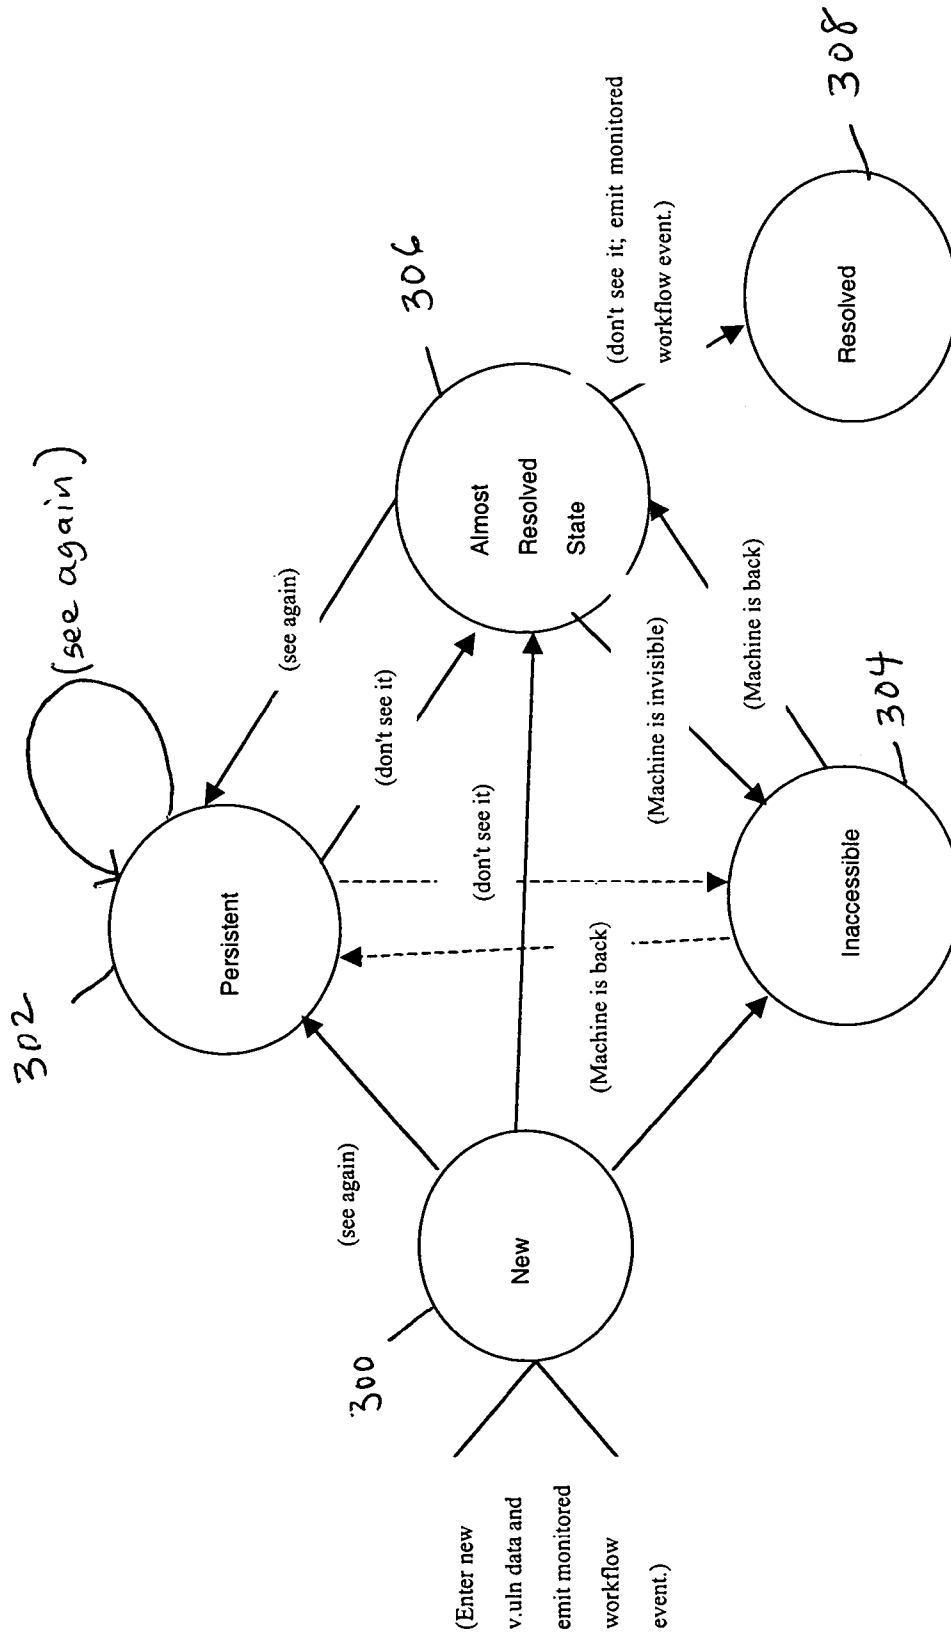 302
(see again)
Persistent
(see again)
306
(see again)
(don't see it)
300
New
(Enter new
v.uln data and
emit monitored
workflow
event.)
(don't see it)
Almost
Resolved
State
(don't see it; emit monitored
workflow event.)
(Machine is back)
(Machine is invisible)
(Machine is back)
Inaccessible
304
Resolved
308